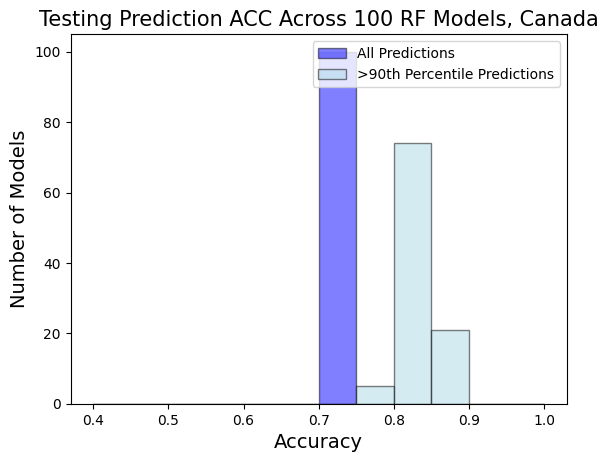 Testing Prediction ACC Across 100 RF Models, Canada
All Predictions
>90th Percentile Predictions
Number of Models
100
80
60
40
20
0
0.4 0.5 0.6 0.7 0.8 0.9 1.0
Accuracy